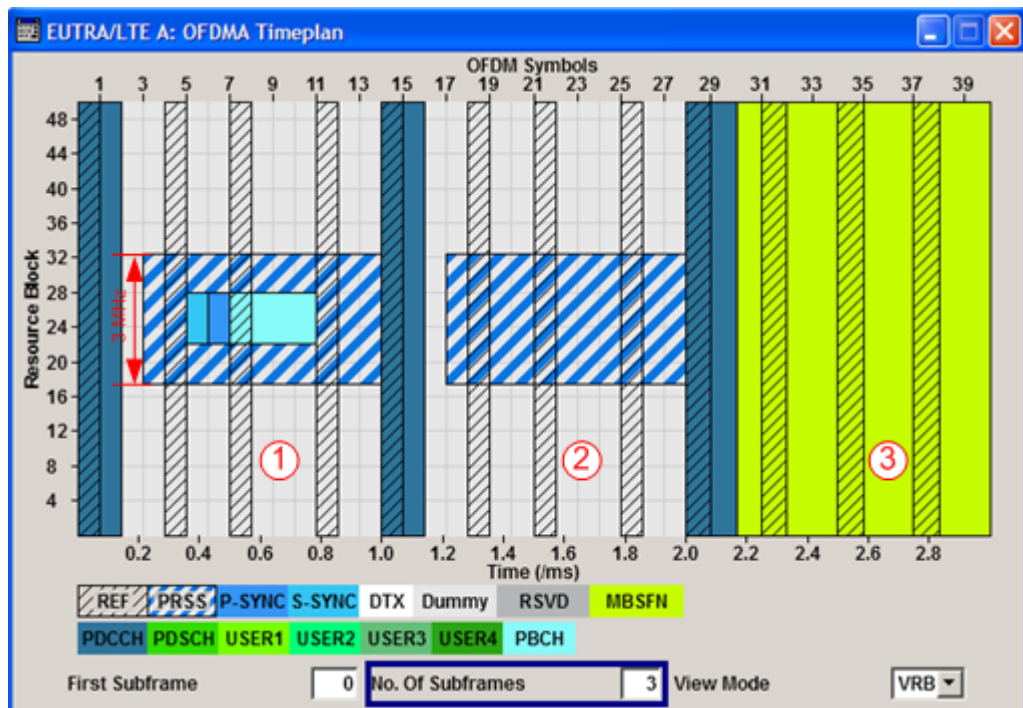 EUTRA/LTE A: OFDMA Timeplan
OFDM Symbols
1 3 5 7 9 11 13 15 17 19 21 23 25 27 29 31 33 35 37 39
48
44
40
36
32
28
24
20
16
12
8
4
Resource Block
3 MHz
1 2 3
0.2 0.4 0.6 0.8 1.0 1.2 1.4 1.6 1.8 2.0 2.2 2.4 2.6 2.8
Time (/ms)
REF PRSS P-SYNC S-SYNC DTX Dummy RSVD MBSFN
PDCCH PDSCH USER1 USER2 USER3 USER4 PBCH
First Subframe 0 No. Of Subframes 3 View Mode VRB